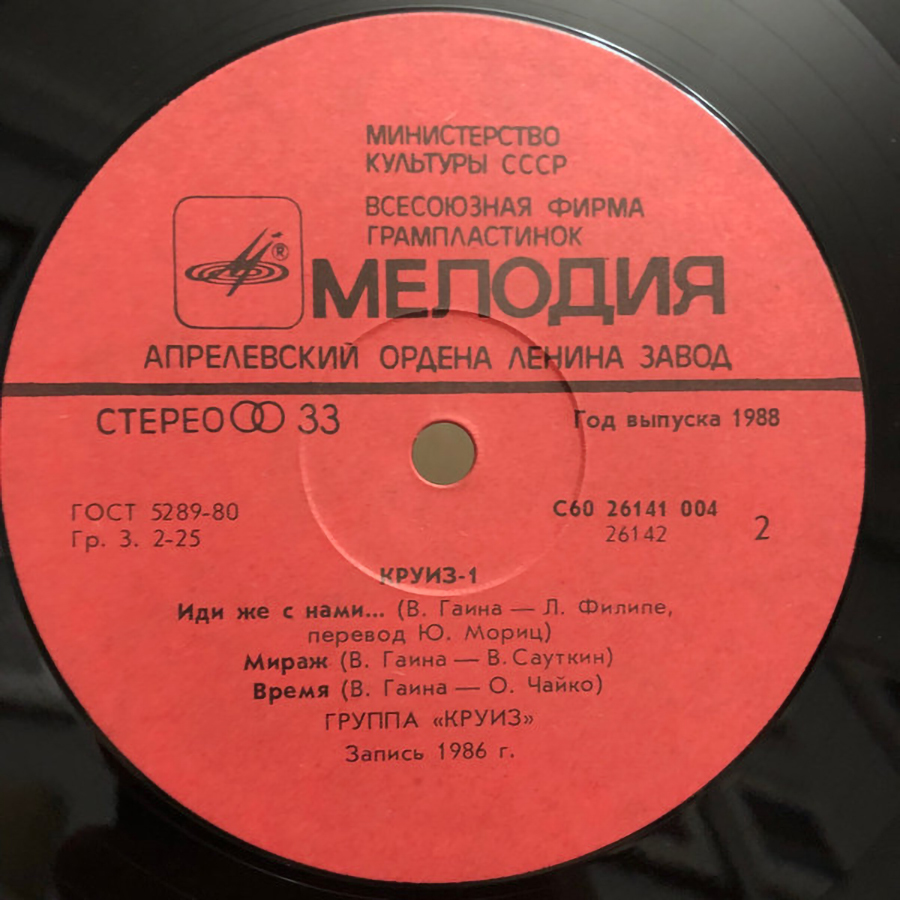 МИНИСТЕРСТВО
КУЛЬТУРЫ СССР
ВСЕСОЮЗНАЯ ФИРМА
ГРАМПЛАСТИНОК
®
МЕЛОДИЯ
АПРЕЛЕВСКИЙ ОРДЕНА ЛЕНИНА ЗАВОД
СТЕРЕО 33
Год выпуска 1988
ГОСТ 5289-80
Гр. 3. 2-25
С60 26141 004
26142
2
КРУИЗ-1
Иди же с нами... (В. Гаина — Л. Филипе,
перевод Ю. Мориц)
Мираж (В. Гаина — В. Сауткин)
Время (В. Гаина — О. Чайко)
ГРУППА «КРУИЗ»
Запись 1986 г.